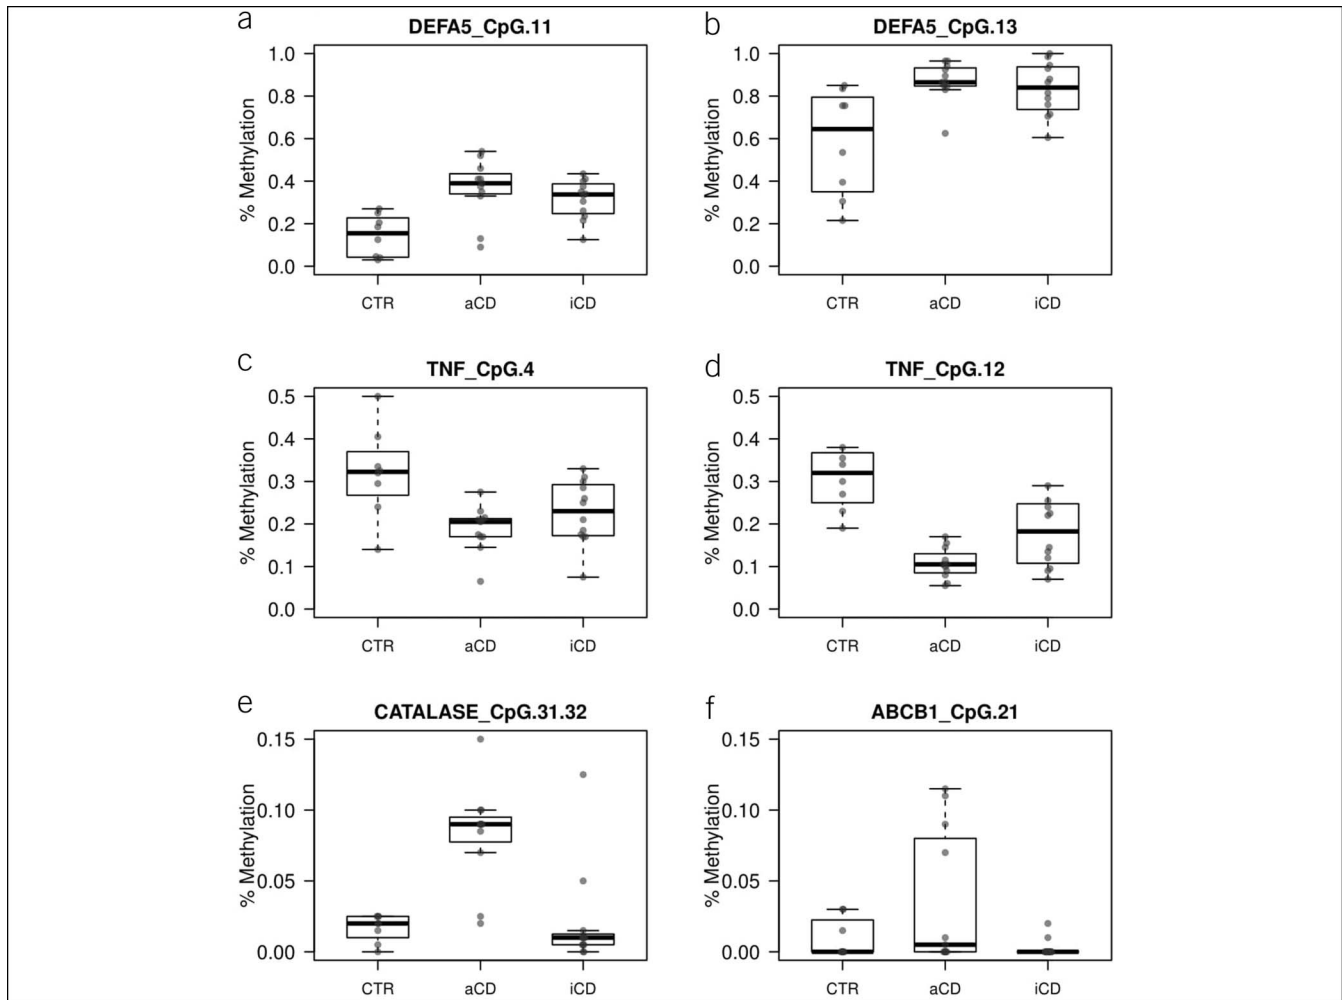 a
DEFA5_CpG.11
% Methylation
1.0
0.8
0.6
0.4
0.2
0.0
CTR aCD iCD
b
DEFA5_CpG.13
% Methylation
1.0
0.8
0.6
0.4
0.2
0.0
CTR aCD iCD
c
TNF_CpG.4
% Methylation
0.5
0.4
0.3
0.2
0.1
0.0
CTR aCD iCD
d
TNF_CpG.12
% Methylation
0.5
0.4
0.3
0.2
0.1
0.0
CTR aCD iCD
e
CATALASE_CpG.31.32
% Methylation
0.15
0.10
0.05
0.00
CTR aCD iCD
f
ABCB1_CpG.21
% Methylation
0.15
0.10
0.05
0.00
CTR aCD iCD